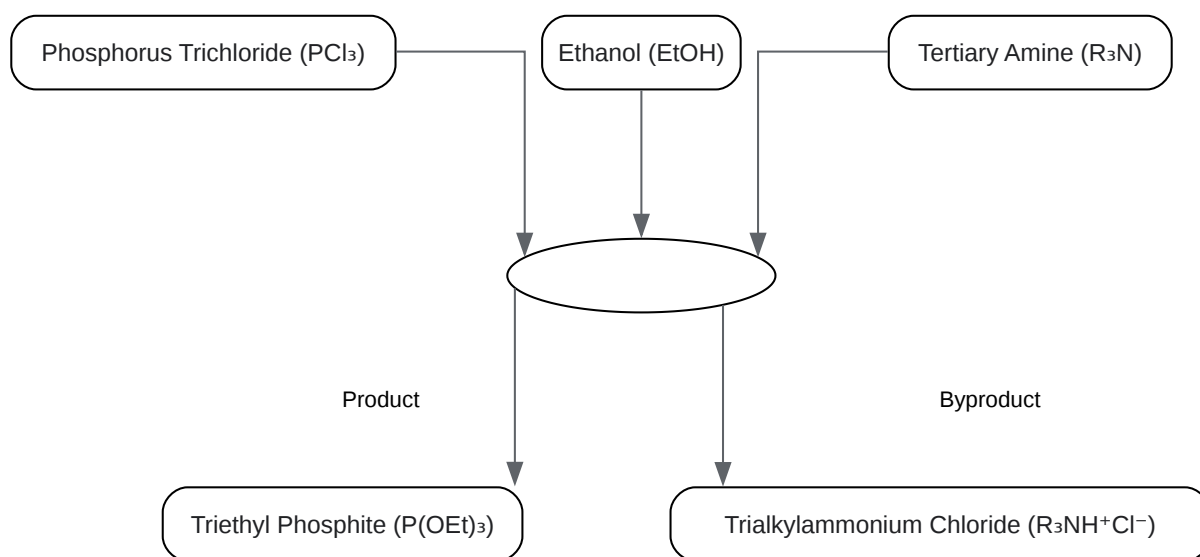 Phosphorus Trichloride (PCl₃)
Ethanol (EtOH)
Tertiary Amine (R₃N)
Product
Byproduct
Triethyl Phosphite (P(OEt)₃)
Trialkylammonium Chloride (R₃NH⁺Cl⁻)